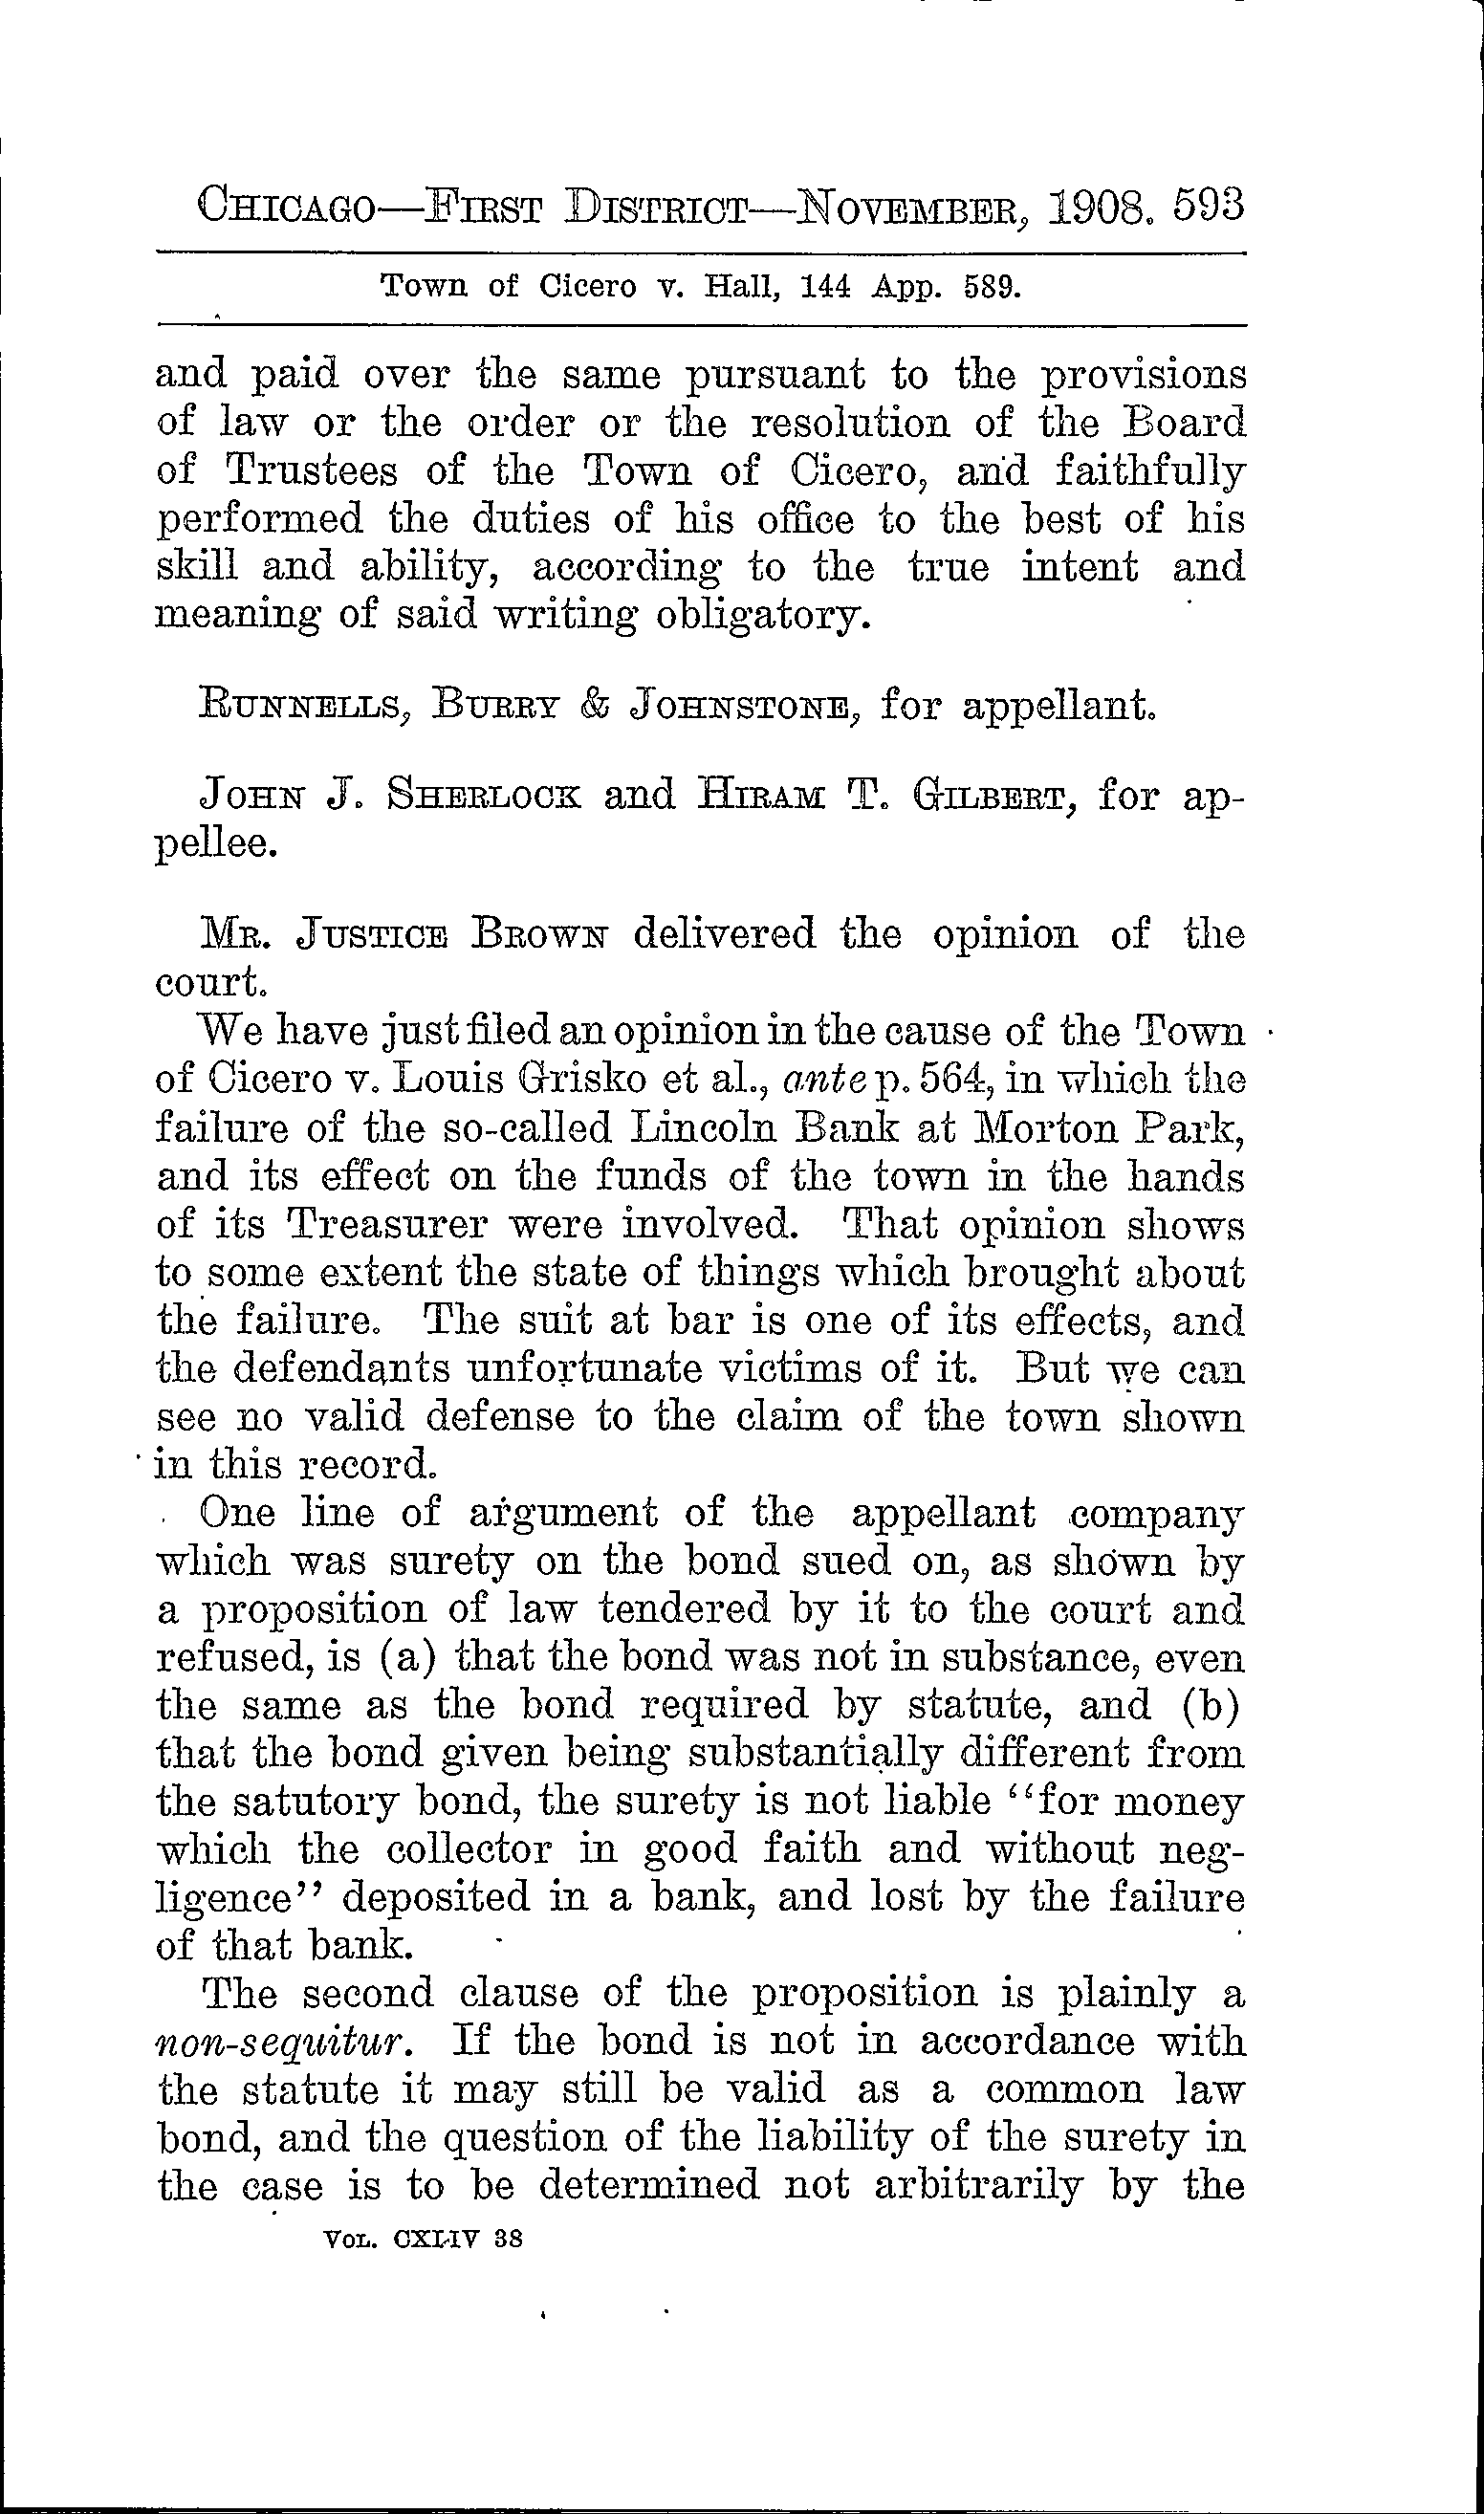 CHICAGO—FIRST DISTRICT—NOVEMBER, 1908. 593
Town of Cicero v. Hall, 144 App. 589.
and paid over the same pursuant to the provisions
of law or the order or the resolution of the Board
of Trustees of the Town of Cicero, and faithfully
performed the duties of his office to the best of his
skill and ability, according to the true intent and
meaning of said writing obligatory.
RUNNELLS, BURRY & JOHNSTONE, for appellant.
JOHN J. SHERLOCK and HIRAM T. GILBERT, for ap-
pellee.
MR. JUSTICE BROWN delivered the opinion of the
court.
We have just filed an opinion in the cause of the Town
of Cicero v. Louis Grisko et al., ante p. 564, in which the
failure of the so-called Lincoln Bank at Morton Park,
and its effect on the funds of the town in the hands
of its Treasurer were involved. That opinion shows
to some extent the state of things which brought about
the failure. The suit at bar is one of its effects, and
the defendants unfortunate victims of it. But we can
see no valid defense to the claim of the town shown
in this record.
One line of argument of the appellant company
which was surety on the bond sued on, as shown by
a proposition of law tendered by it to the court and
refused, is (a) that the bond was not in substance, even
the same as the bond required by statute, and (b)
that the bond given being substantially different from
the satutory bond, the surety is not liable "for money
which the collector in good faith and without neg-
ligence" deposited in a bank, and lost by the failure
of that bank.
The second clause of the proposition is plainly a
non-sequitur. If the bond is not in accordance with
the statute it may still be valid as a common law
bond, and the question of the liability of the surety in
the case is to be determined not arbitrarily by the
VOL. CXLIV 38